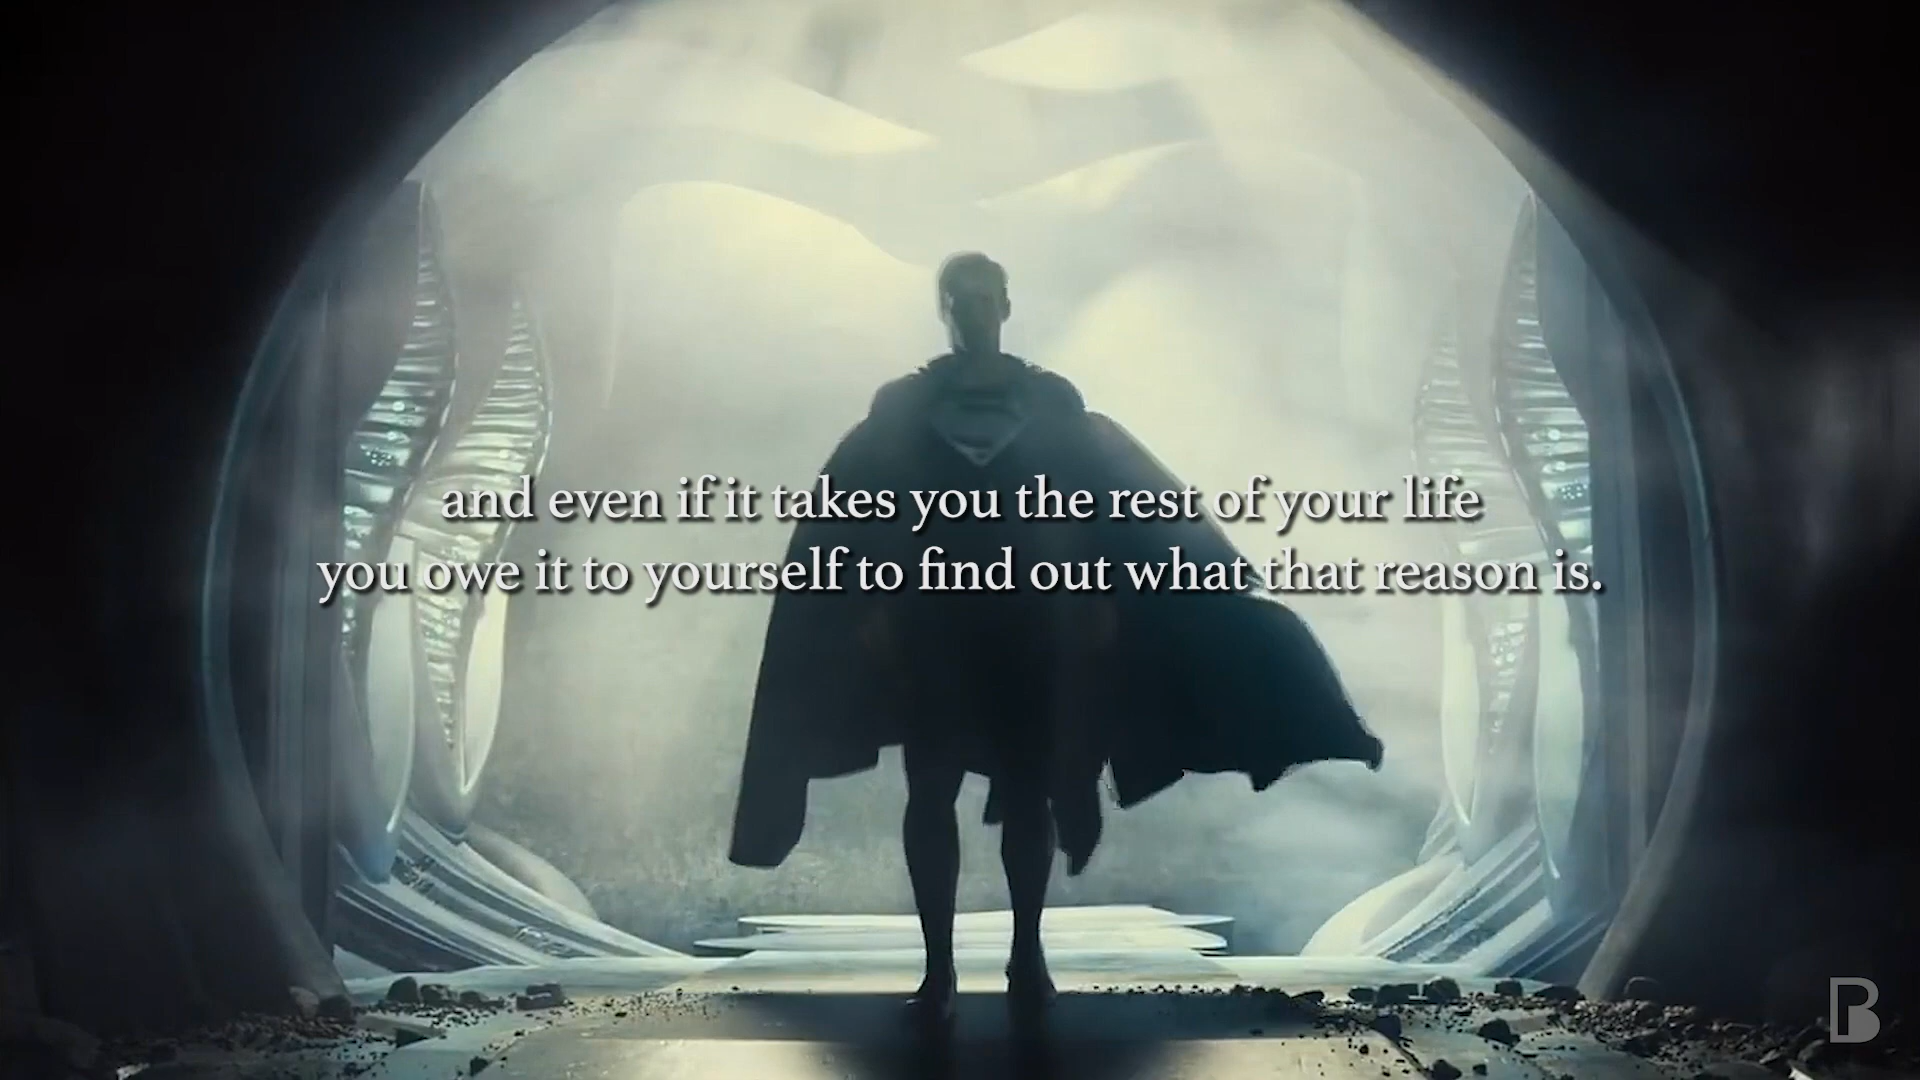 and even if it takes you the rest of your life
you owe it to yourself to find out what that reason is.
B